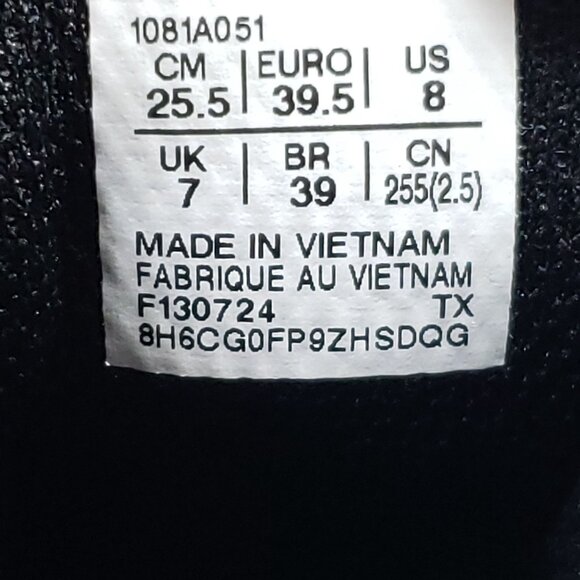 1081A051
CM | EURO | US
25.5 | 39.5 | 8
UK | BR | CN
7 | 39 | 255(2.5)
MADE IN VIETNAM
FABRIQUE AU VIETNAM
F130724 TX
8H6CG0FP9ZHSDQG